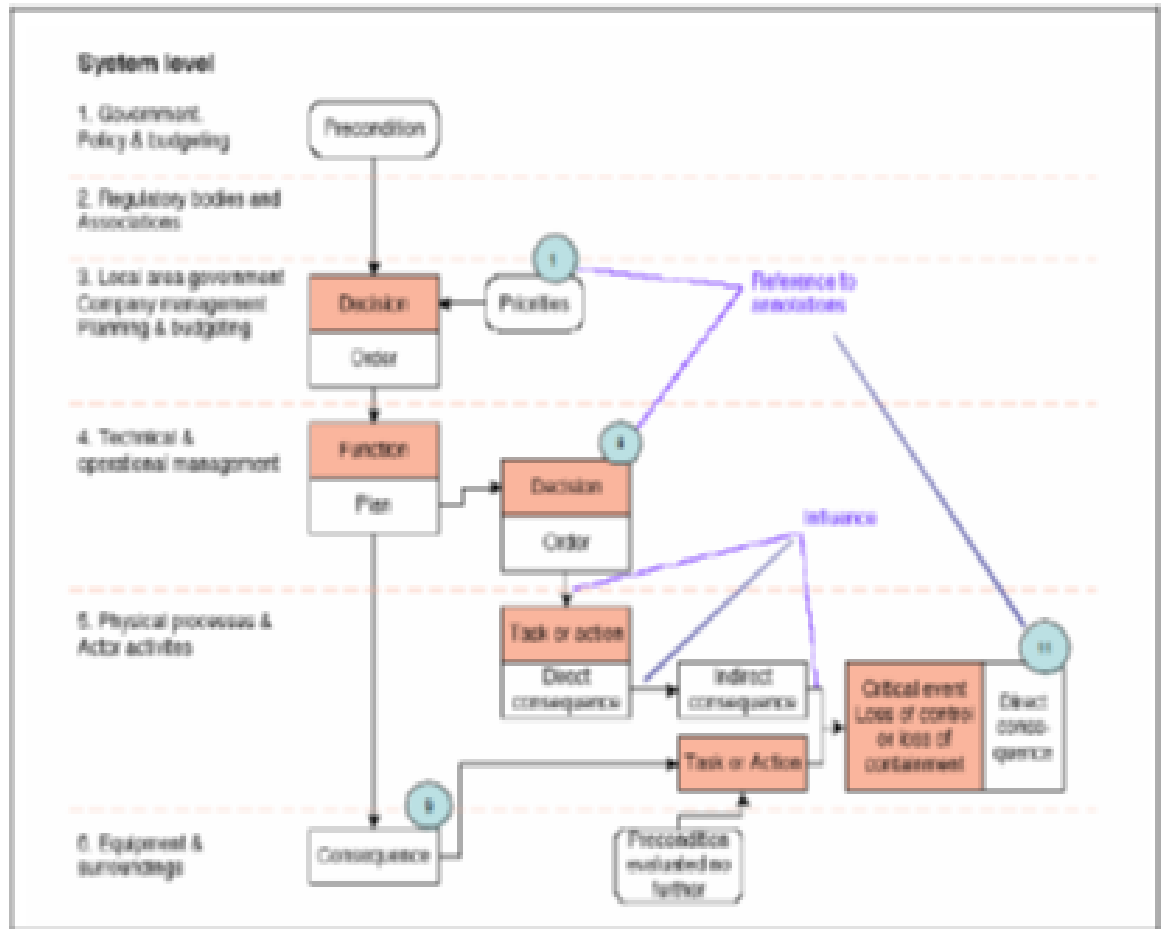 System level
1. Government,
Policy & budgeting
Precondition
2. Regulatory bodies and
Associations
3. Local area government
Company management
Planning & budgeting
Decision
Order
Priorities
Reference to
annotations
4. Technical &
operational management
Function
Plan
Decision
Order
Influence
5. Physical processes &
Actor activities
Task or action
Direct
consequence
Indirect
consequence
Task or Action
Critical event
Loss of control
or loss of
containment
Direct
conse-
quence
11
6. Equipment &
surroundings
Consequence
Precondition
evaluated no
further